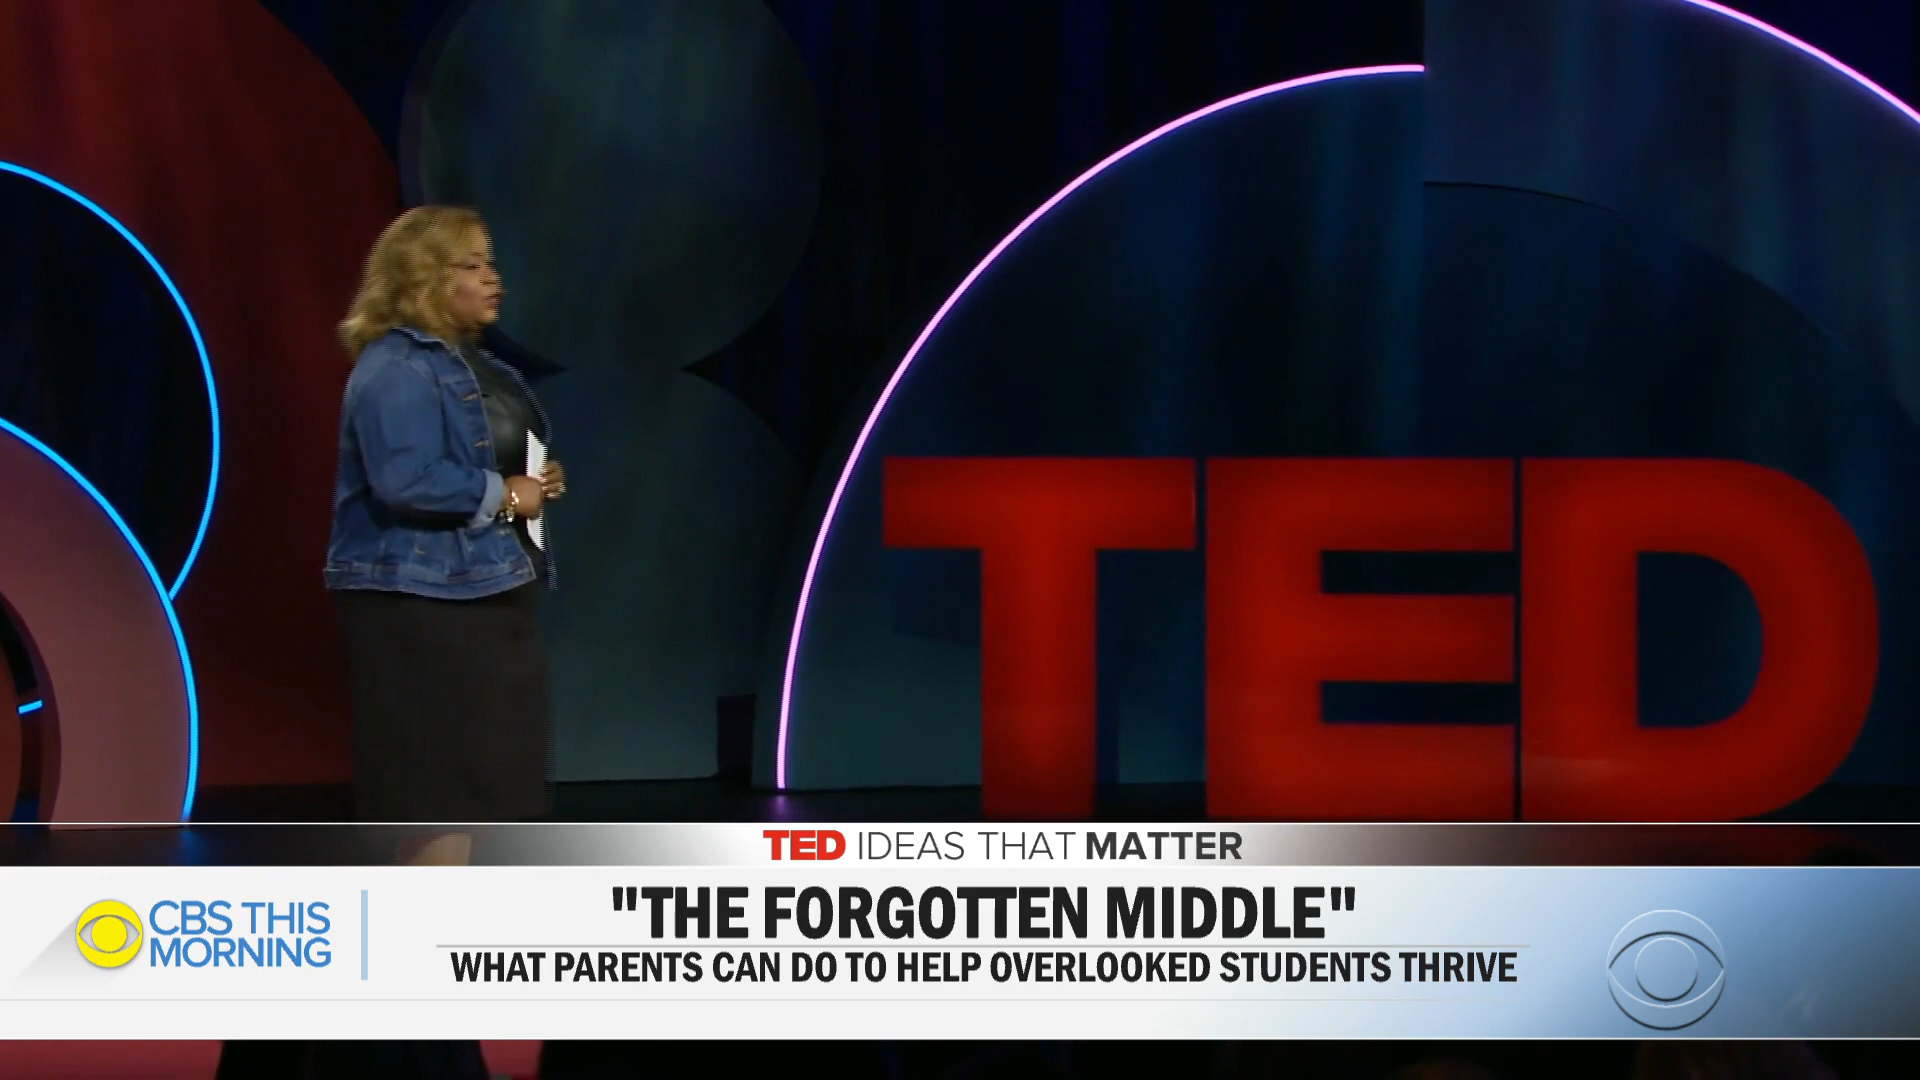 TED
TED IDEAS THAT MATTER
"THE FORGOTTEN MIDDLE"
WHAT PARENTS CAN DO TO HELP OVERLOOKED STUDENTS THRIVE
CBS THIS
MORNING